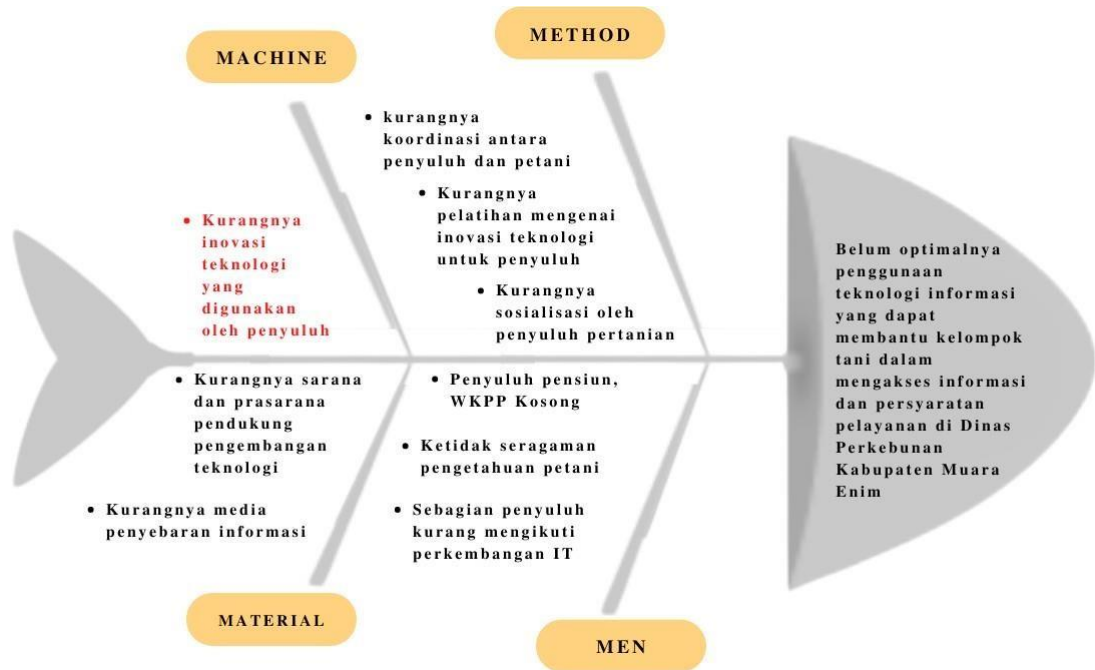 MACHINE
METHOD
• kurangnya
koordinasi antara
penyuluh dan petani
• Kurangnya
pelatihan mengenai
inovasi teknologi
untuk penyuluh
• Kurangnya
sosialisasi oleh
penyuluh pertanian
• Kurangnya
inovasi
teknologi
yang
digunakan
oleh penyuluh
• Kurangnya sarana
dan prasarana
pendukung
pengembangan
teknologi
• Kurangnya media
penyebaran informasi
• Penyuluh pensiun,
WKPP Kosong
• Ketidak seragaman
pengetahuan petani
• Sebagian penyuluh
kurang mengikuti
perkembangan IT
Belum optimalnya
penggunaan
teknologi informasi
yang dapat
membantu kelompok
tani dalam
mengakses informasi
dan persyaratan
pelayanan di Dinas
Perkebunan
Kabupaten Muara
Enim
MATERIAL
MEN